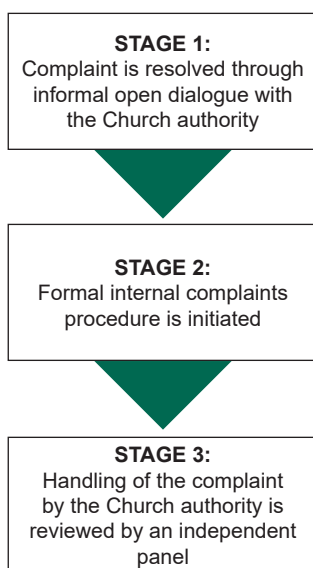 STAGE 1:
Complaint is resolved through
informal open dialogue with
the Church authority
STAGE 2:
Formal internal complaints
procedure is initiated
STAGE 3:
Handling of the complaint
by the Church authority is
reviewed by an independent
panel